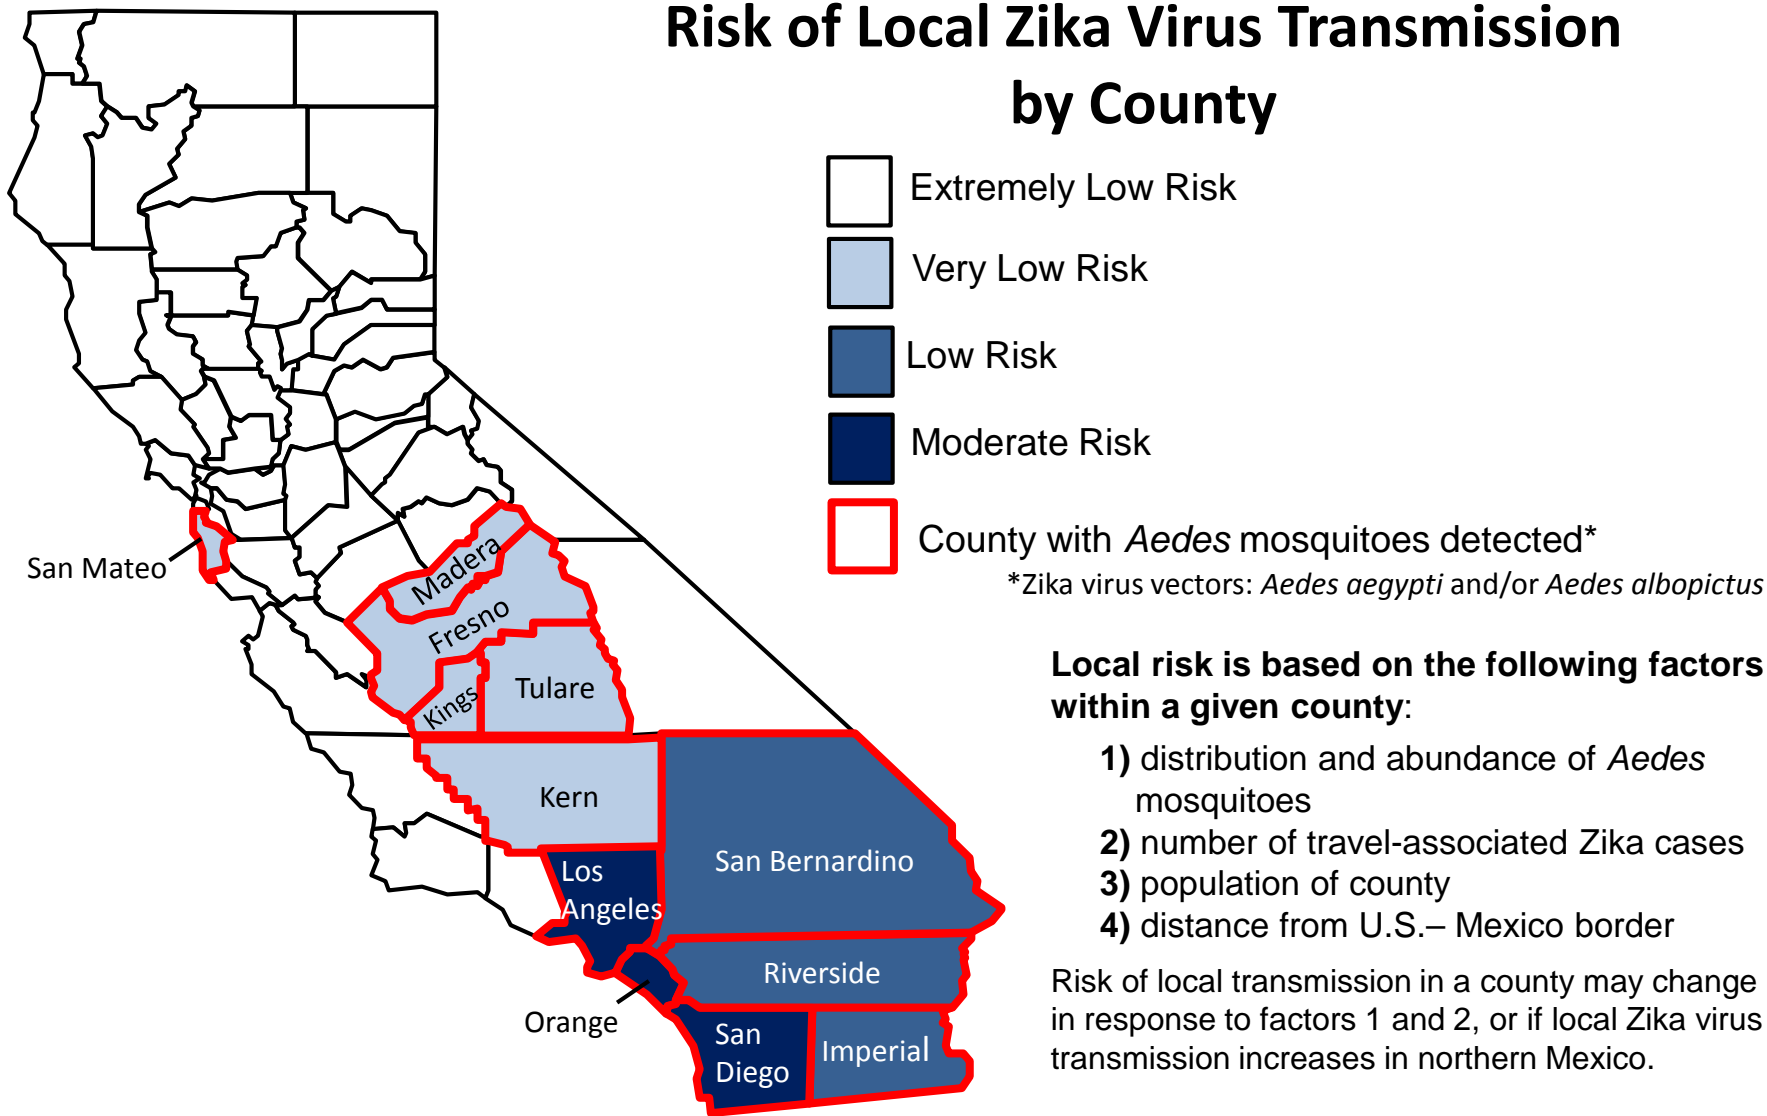 Risk of Local Zika Virus Transmission
by County
Extremely Low Risk
Very Low Risk
Low Risk
Moderate Risk
County with Aedes mosquitoes detected*
*Zika virus vectors: Aedes aegypti and/or Aedes albopictus
San Mateo
Madera
Fresno
Kings
Tulare
Kern
Los
Angeles
San Bernardino
Riverside
Orange
San
Diego
Imperial
Local risk is based on the following factors
within a given county:
1) distribution and abundance of Aedes
mosquitoes
2) number of travel-associated Zika cases
3) population of county
4) distance from U.S.– Mexico border
Risk of local transmission in a county may change
in response to factors 1 and 2, or if local Zika virus
transmission increases in northern Mexico.